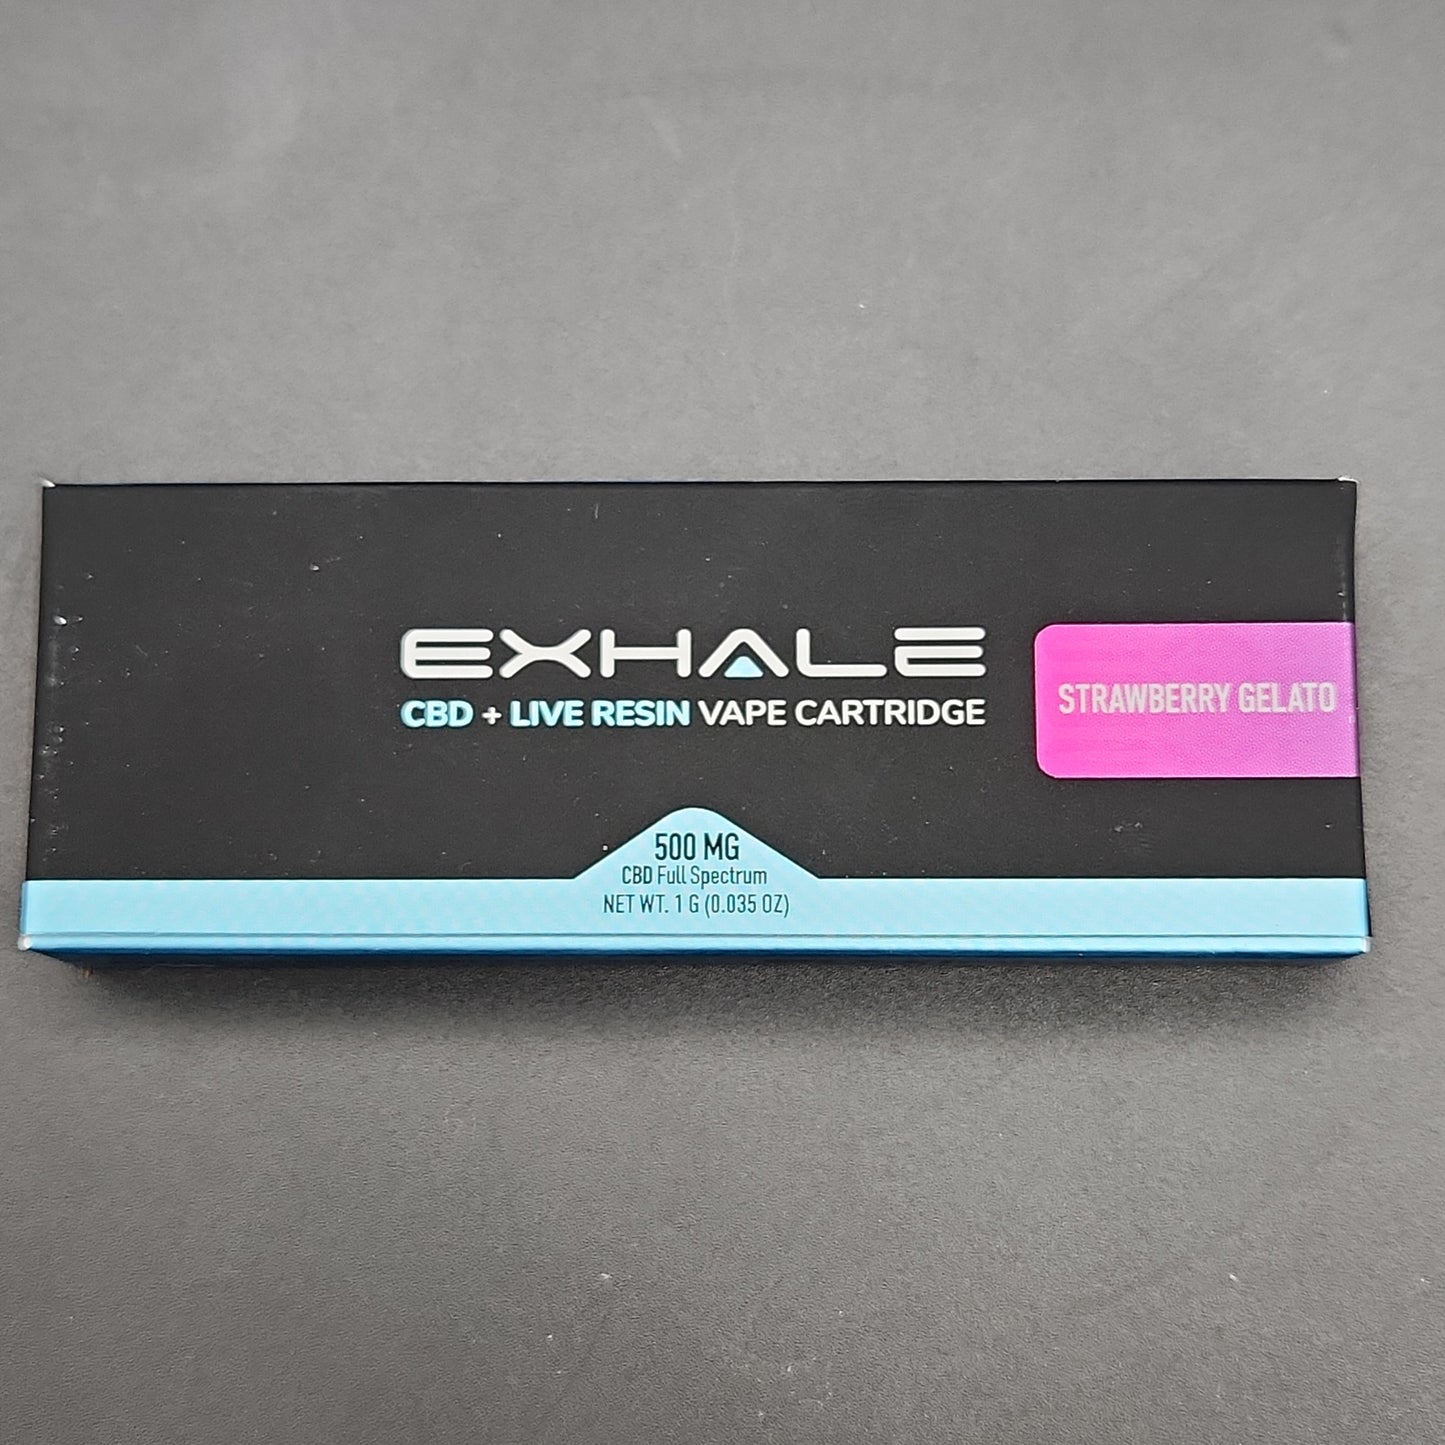 EXHALE
CBD + LIVE RESIN VAPE CARTRIDGE
STRAWBERRY GELATO
500 MG
CBD Full Spectrum
NET WT. 1 G (0.035 OZ)